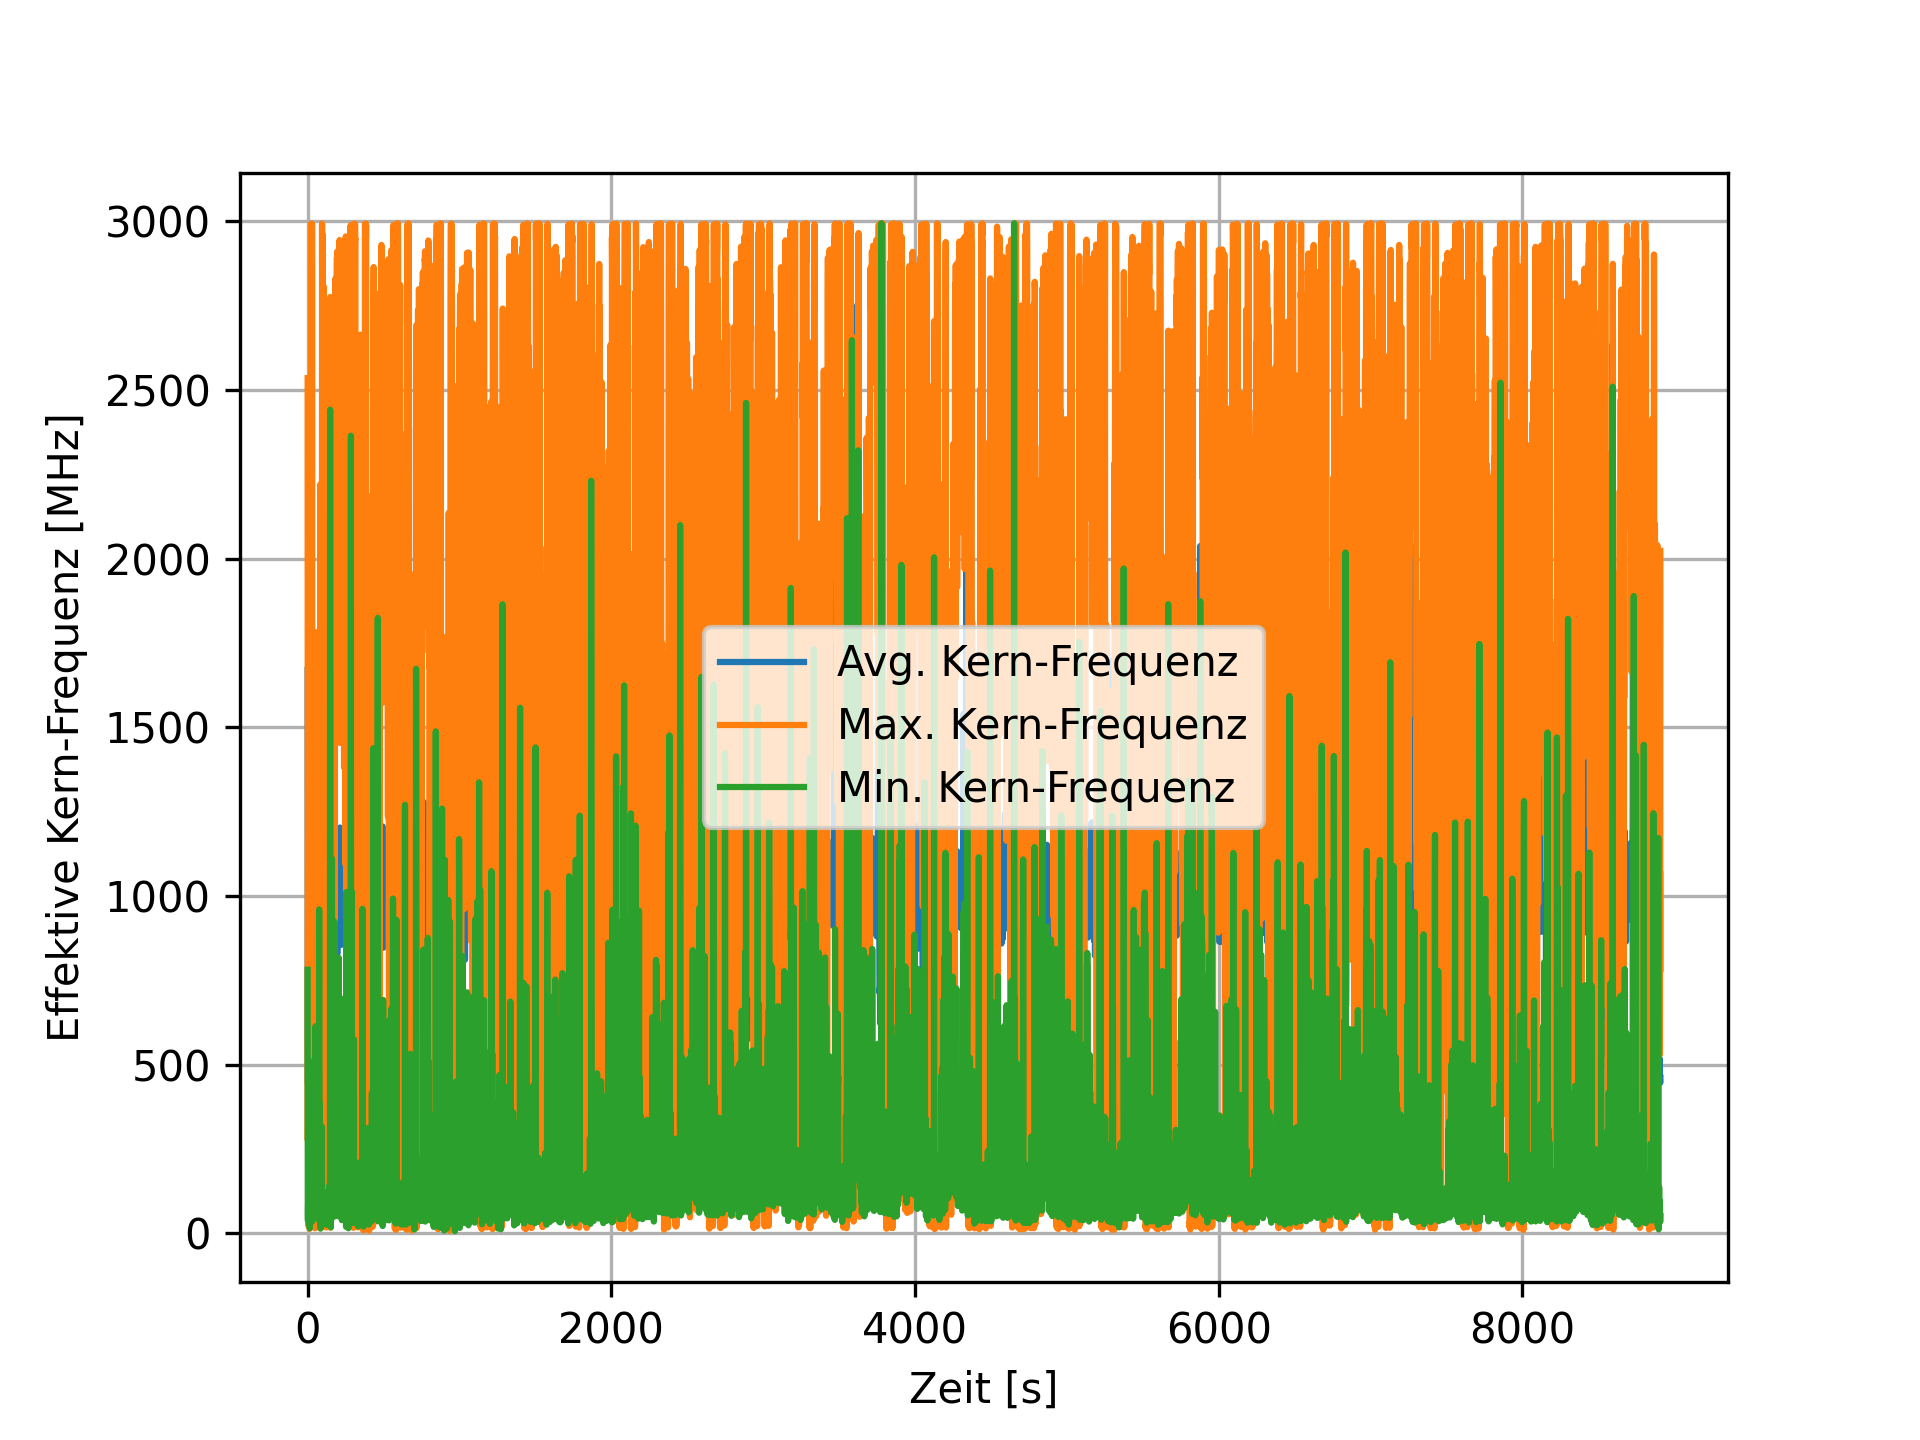 3000
2500
2000
1500
1000
500
0
Effektive Kern-Frequenz [MHz]
Avg. Kern-Frequenz
Max. Kern-Frequenz
Min. Kern-Frequenz
0 2000 4000 6000 8000
Zeit [s]